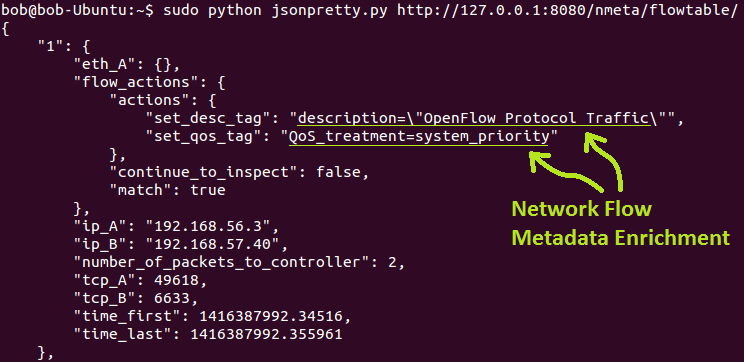 bob@bob-Ubuntu:~$ sudo python jsonpretty.py http://127.0.0.1:8080/nmeta/flowtable/
{
    "1": {
        "eth_A": {},
        "flow_actions": {
            "actions": {
                "set_desc_tag": "description=\"OpenFlow Protocol Traffic\"",
                "set_qos_tag": "QoS_treatment=system_priority"
            },
            "continue_to_inspect": false,
            "match": true
        },
        "ip_A": "192.168.56.3",
        "ip_B": "192.168.57.40",
        "number_of_packets_to_controller": 2,
        "tcp_A": 49618,
        "tcp_B": 6633,
        "time_first": 1416387992.34516,
        "time_last": 1416387992.355961
    },
Network Flow
Metadata Enrichment